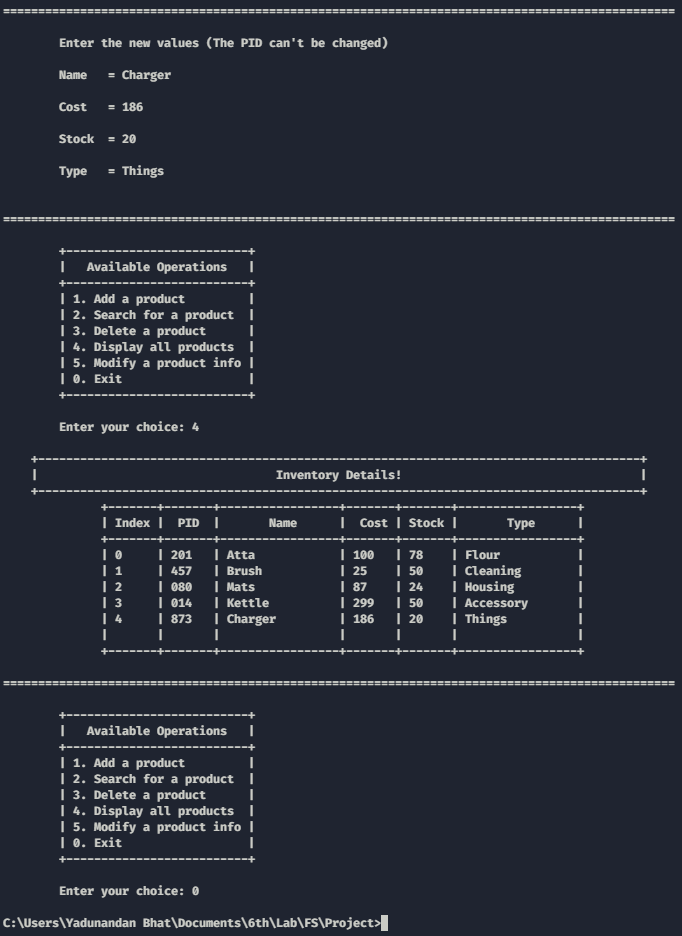 ================================================================================================
Enter the new values (The PID can't be changed)
Name   = Charger
Cost   = 186
Stock  = 20
Type   = Things
================================================================================================
+--------------------------+
|   Available Operations   |
+--------------------------+
| 1. Add a product         |
| 2. Search for a product  |
| 3. Delete a product      |
| 4. Display all products  |
| 5. Modify a product info |
| 0. Exit                  |
+--------------------------+
Enter your choice: 4
+--------------------------------------------------------------------------------------+
|                                  Inventory Details!                                  |
+--------------------------------------------------------------------------------------+
+-------+-------+-----------------+-------+-------+-----------------+
| Index |  PID  |       Name      |  Cost | Stock |       Type      |
+-------+-------+-----------------+-------+-------+-----------------+
| 0     | 201   | Atta            | 100   | 78    | Flour           |
| 1     | 457   | Brush           | 25    | 50    | Cleaning        |
| 2     | 080   | Mats            | 87    | 24    | Housing         |
| 3     | 014   | Kettle          | 299   | 50    | Accessory       |
| 4     | 873   | Charger         | 186   | 20    | Things          |
|       |       |                 |       |       |                 |
+-------+-------+-----------------+-------+-------+-----------------+
================================================================================================
+--------------------------+
|   Available Operations   |
+--------------------------+
| 1. Add a product         |
| 2. Search for a product  |
| 3. Delete a product      |
| 4. Display all products  |
| 5. Modify a product info |
| 0. Exit                  |
+--------------------------+
Enter your choice: 0
C:\Users\Yadunandan Bhat\Documents\6th\Lab\FS\Project>